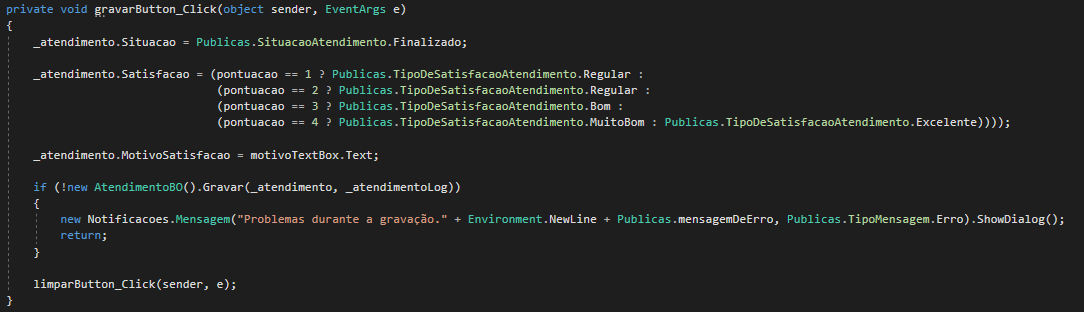 private void gravarButton_Click(object sender, EventArgs e)
{
_atendimento.Situacao = Publicas.SituacaoAtendimento.Finalizado;
_atendimento.Satisfacao = (pontuacao == 1 ? Publicas.TipoDeSatisfacaoAtendimento.Regular :
(pontuacao == 2 ? Publicas.TipoDeSatisfacaoAtendimento.Regular :
(pontuacao == 3 ? Publicas.TipoDeSatisfacaoAtendimento.Bom :
(pontuacao == 4 ? Publicas.TipoDeSatisfacaoAtendimento.MuitoBom : Publicas.TipoDeSatisfacaoAtendimento.Excelente))));
_atendimento.MotivoSatisfacao = motivoTextBox.Text;
if (!new AtendimentoBO().Gravar(_atendimento, _atendimentoLog))
{
new Notificacoes.Mensagem("Problemas durante a gravação." + Environment.NewLine + Publicas.mensagemDeErro, Publicas.TipoMensagem.Erro).ShowDialog();
return;
}
limparButton_Click(sender, e);
}